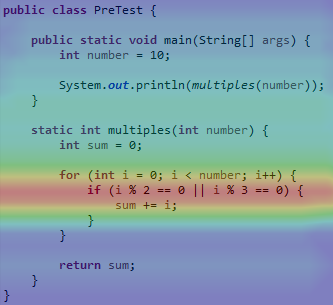 public class PreTest {
public static void main(String[] args) {
int number = 10;
System.out.println(multiples(number));
}
static int multiples(int number) {
int sum = 0;
for (int i = 0; i < number; i++) {
if (i % 2 == 0 || i % 3 == 0) {
sum += i;
}
}
return sum;
}
}